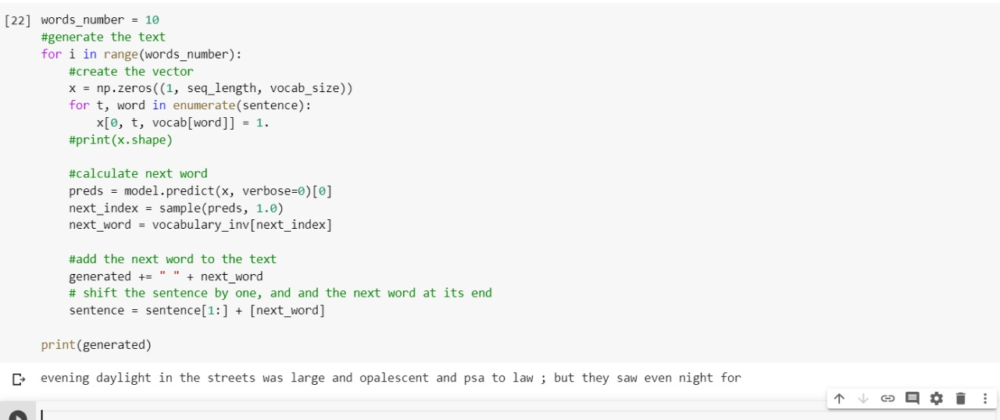 [22] words_number = 10
#generate the text
for i in range(words_number):
    #create the vector
    x = np.zeros((1, seq_length, vocab_size))
    for t, word in enumerate(sentence):
        x[0, t, vocab[word]] = 1.
    #print(x.shape)

    #calculate next word
    preds = model.predict(x, verbose=0)[0]
    next_index = sample(preds, 1.0)
    next_word = vocabulary_inv[next_index]

    #add the next word to the text
    generated += " " + next_word
    # shift the sentence by one, and and the next word at its end
    sentence = sentence[1:] + [next_word]

print(generated)
evening daylight in the streets was large and opalescent and psa to law ; but they saw even night for